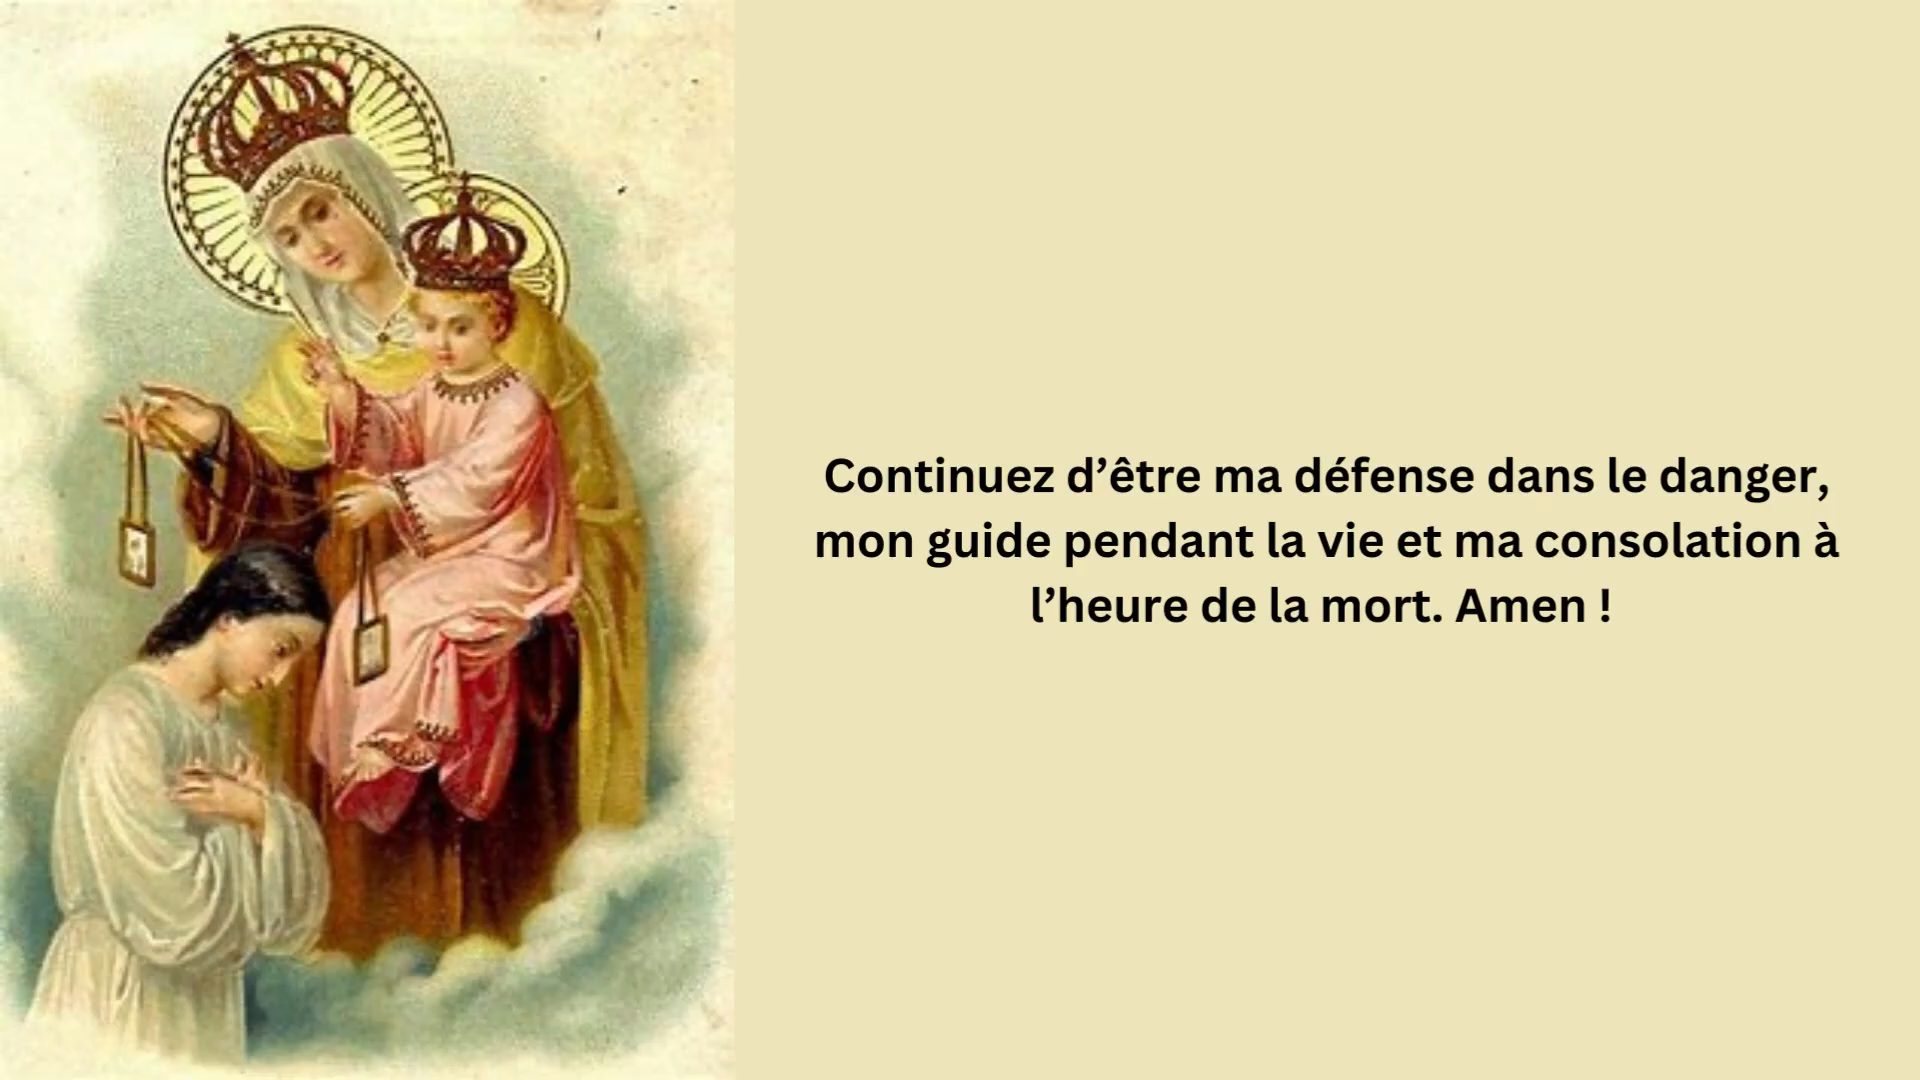 Continuez d’être ma défense dans le danger,
mon guide pendant la vie et ma consolation à
l’heure de la mort. Amen !